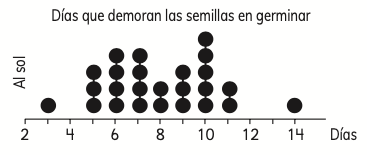 Días que demoran las semillas en germinar
Al sol
2 4 6 8 10 12 14 Días